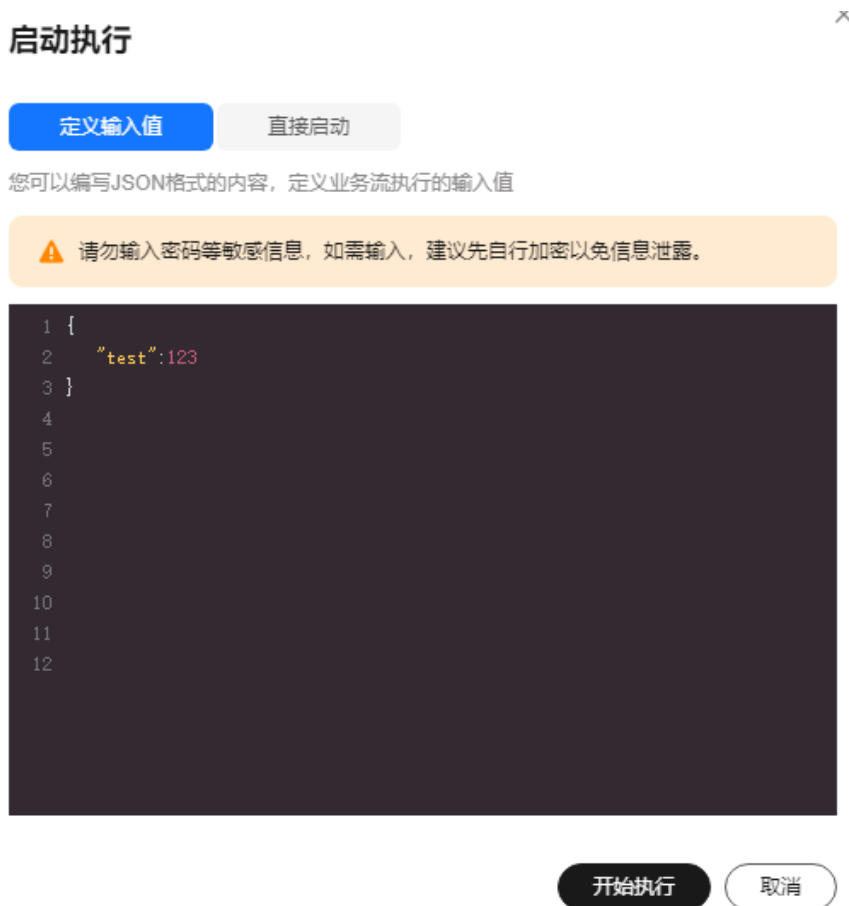 启动执行
定义输入值 直接启动
您可以编写JSON格式的内容，定义业务流执行的输入值
请勿输入密码等敏感信息，如需输入，建议先自行加密以免信息泄露。
1 {
2 "test":123
3 }
4
5
6
7
8
9
10
11
12
开始执行 取消